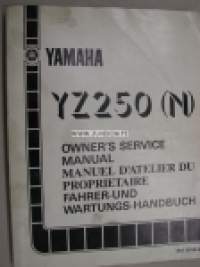 YAMAHA
YZ250 (N)
OWNER'S SERVICE
MANUAL
MANUEL D'ATELIER DU
PROPRIETAIRE
FAHRER-UND
WARTUNGS-HANDBUCH